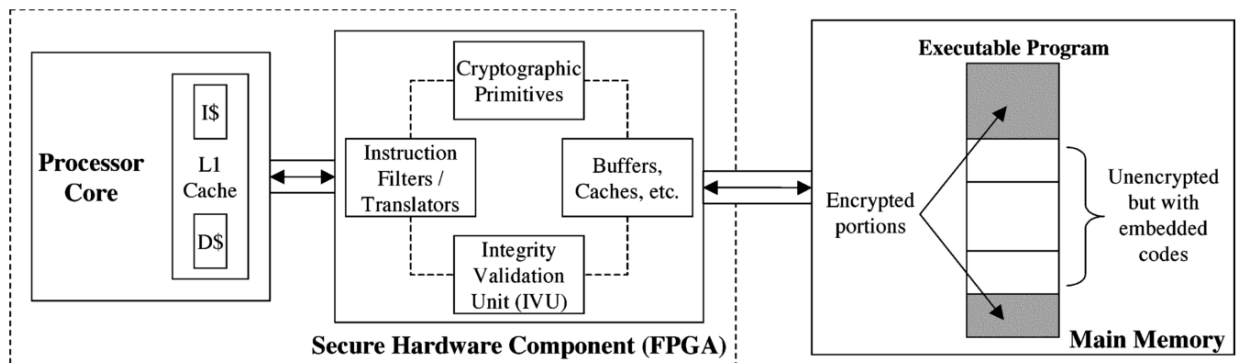 Processor
Core
I$
L1
Cache
D$
Cryptographic
Primitives
Instruction
Filters /
Translators
Buffers,
Caches, etc.
Integrity
Validation
Unit (IVU)
Secure Hardware Component (FPGA)
Executable Program
Encrypted
portions
Unencrypted
but with
embedded
codes
Main Memory